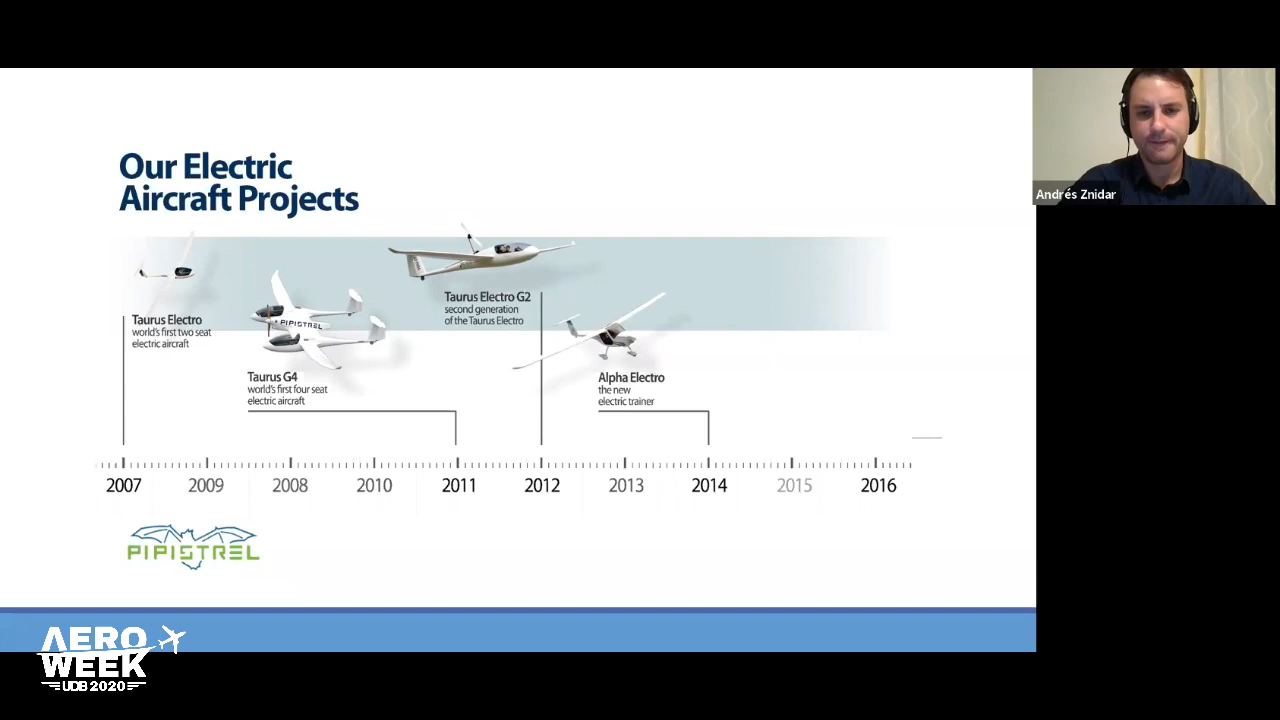 Our Electric
Aircraft Projects
Andrés Znidar
Taurus Electro
world's first two seat
electric aircraft
PIPISTREL
Taurus G4
world's first four seat
electric aircraft
Taurus Electro G2
second generation
of the Taurus Electro
Alpha Electro
the new
electric trainer
2007 2009 2008 2010 2011 2012 2013 2014 2015 2016
PIPISTREL
AERO
WEEK
UDB 2020